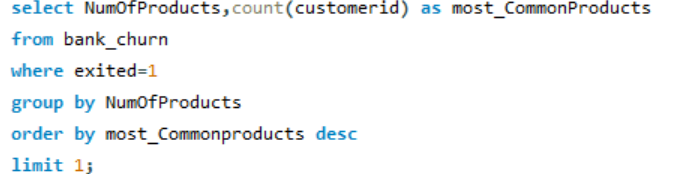 select NumOfProducts,count(customerid) as most_CommonProducts
from bank_churn
where exited=1
group by NumOfProducts
order by most_Commonproducts desc
limit 1;